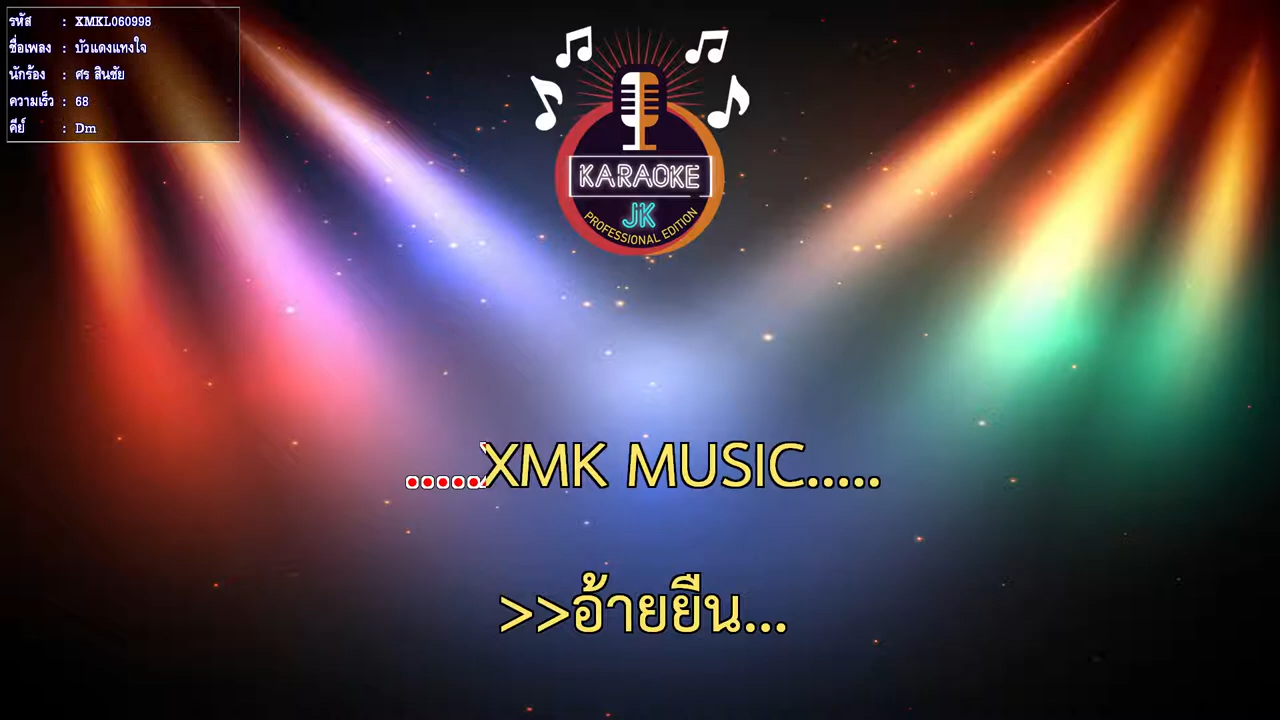 รหัส : XMKL060998
ชื่อเพลง : บัวแดงแทงใจ
นักร้อง : ศร สินชัย
ความเร็ว : 68
คีย์ : Dm
KARAOKE
JK
PROFESSIONAL EDITION
.....XMK MUSIC.....
>>อ้ายยืน...